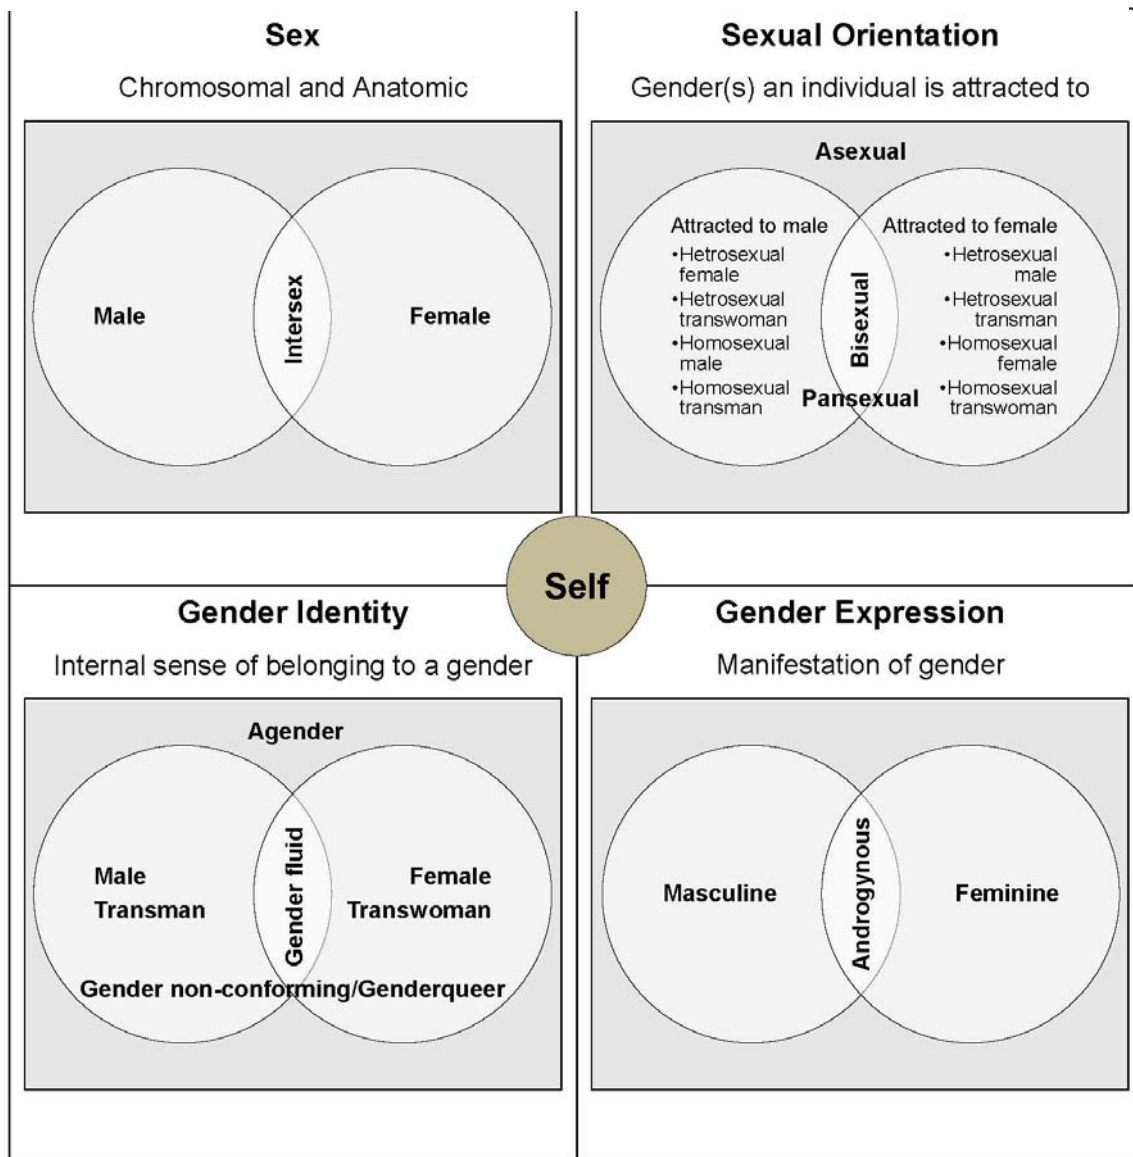 Sex
Chromosomal and Anatomic
Male
Intersex
Female
Sexual Orientation
Gender(s) an individual is attracted to
Asexual
Attracted to male
•Hetrosexual
female
•Hetrosexual
transwoman
•Homosexual
male
•Homosexual
transman
Bisexual
Pansexual
Attracted to female
•Hetrosexual
male
•Hetrosexual
transman
•Homosexual
female
•Homosexual
transwoman
Self
Gender Identity
Internal sense of belonging to a gender
Agender
Male
Transman
Gender fluid
Female
Transwoman
Gender non-conforming/Genderqueer
Gender Expression
Manifestation of gender
Masculine
Androgynous
Feminine